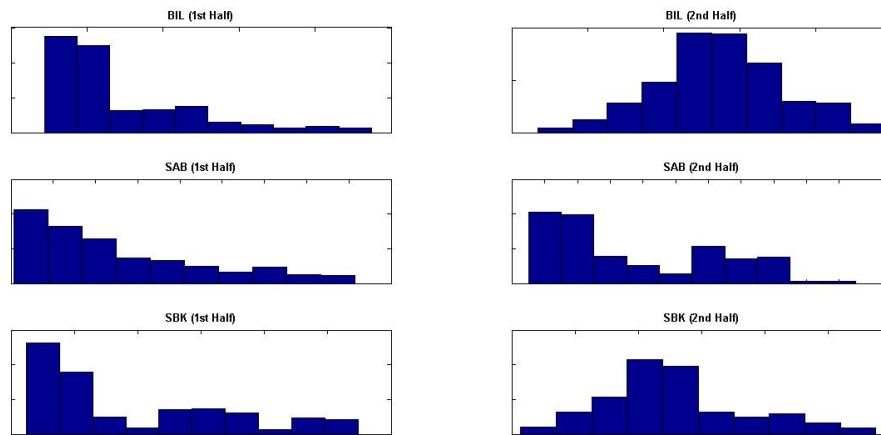 BIL (1st Half)
BIL (2nd Half)
SAB (1st Half)
SAB (2nd Half)
SBK (1st Half)
SBK (2nd Half)